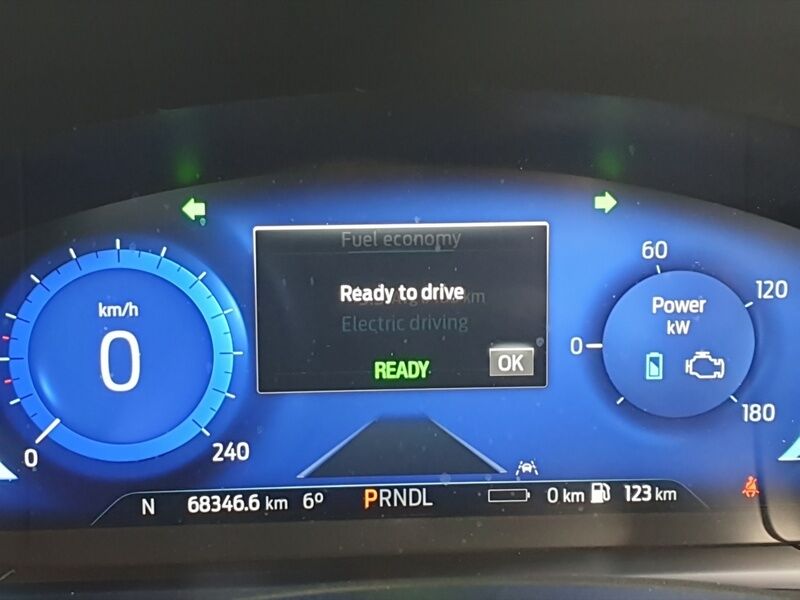 Fuel economy
Ready to drive
km
Electric driving
READY
OK
km/h
0
0
240
60
120
Power
kW
0
180
N
68346.6 km
6°
PRNDL
0 km
123 km